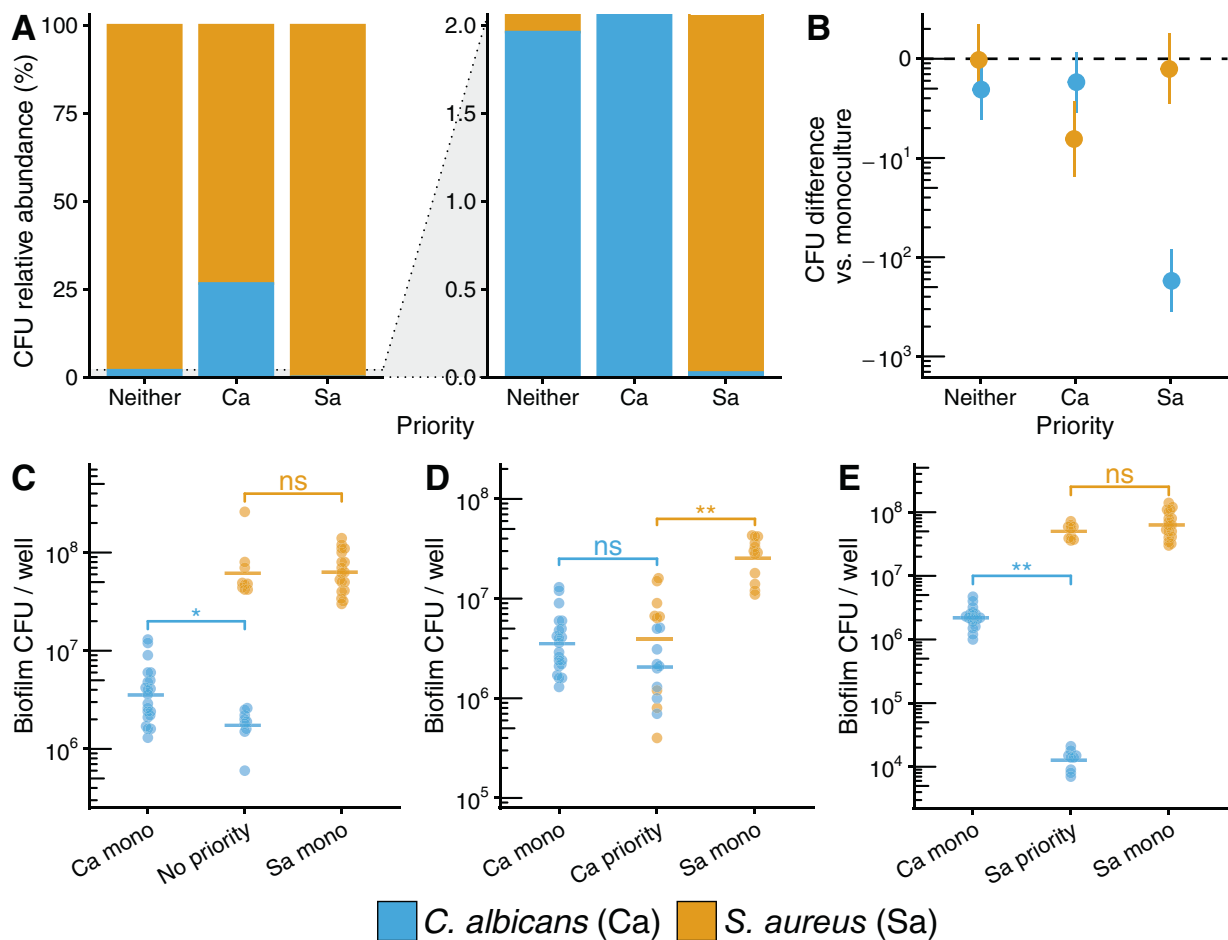 A
CFU relative abundance (%)
100
75
50
25
0
Neither
Ca
Sa
2.0
1.5
1.0
0.5
0.0
Neither
Ca
Sa
Priority
B
CFU difference
vs. monoculture
0
−10¹
−10²
−10³
Neither
Ca
Sa
Priority
C
Biofilm CFU / well
10⁸
10⁷
10⁶
ns
*
Ca mono
No priority
Sa mono
D
Biofilm CFU / well
10⁸
10⁷
10⁶
10⁵
ns
**
Ca mono
Ca priority
Sa mono
E
Biofilm CFU / well
10⁸
10⁷
10⁶
10⁵
10⁴
ns
**
Ca mono
Sa priority
Sa mono
C. albicans (Ca)
S. aureus (Sa)